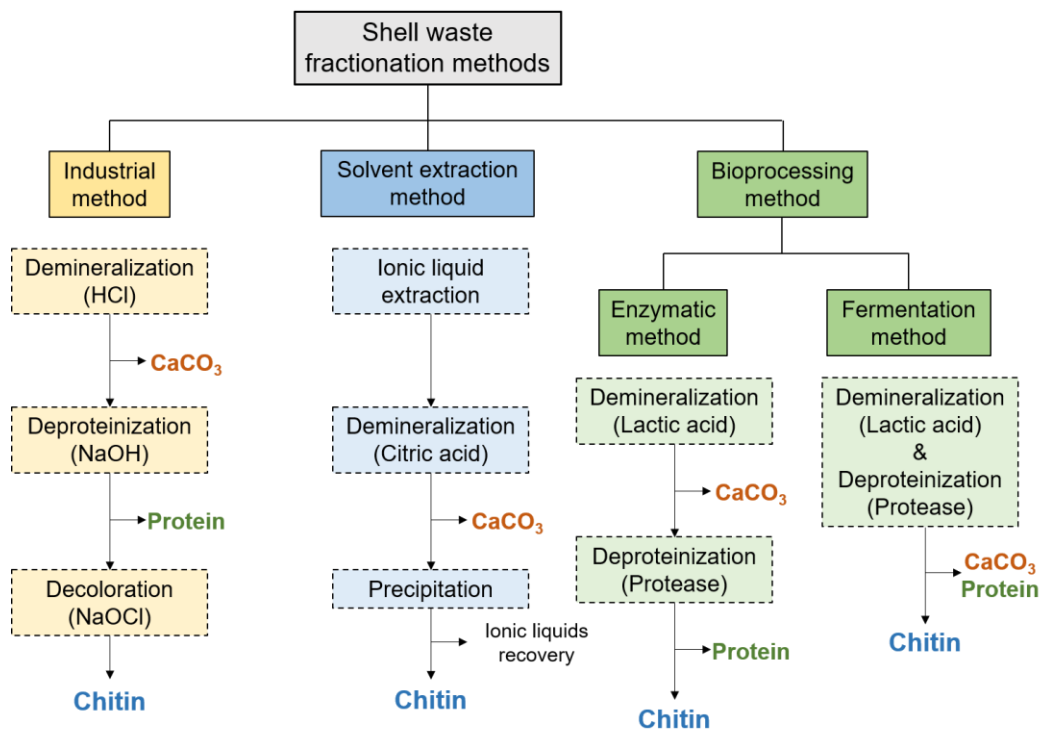 Shell waste
fractionation methods
Industrial
method
Solvent extraction
method
Bioprocessing
method
Demineralization
(HCl)
CaCO₃
Deproteinization
(NaOH)
Protein
Decoloration
(NaOCl)
Chitin
Ionic liquid
extraction
Demineralization
(Citric acid)
CaCO₃
Precipitation
Ionic liquids
recovery
Chitin
Enzymatic
method
Demineralization
(Lactic acid)
CaCO₃
Deproteinization
(Protease)
Protein
Chitin
Fermentation
method
Demineralization
(Lactic acid)
&
Deproteinization
(Protease)
CaCO₃
Protein
Chitin